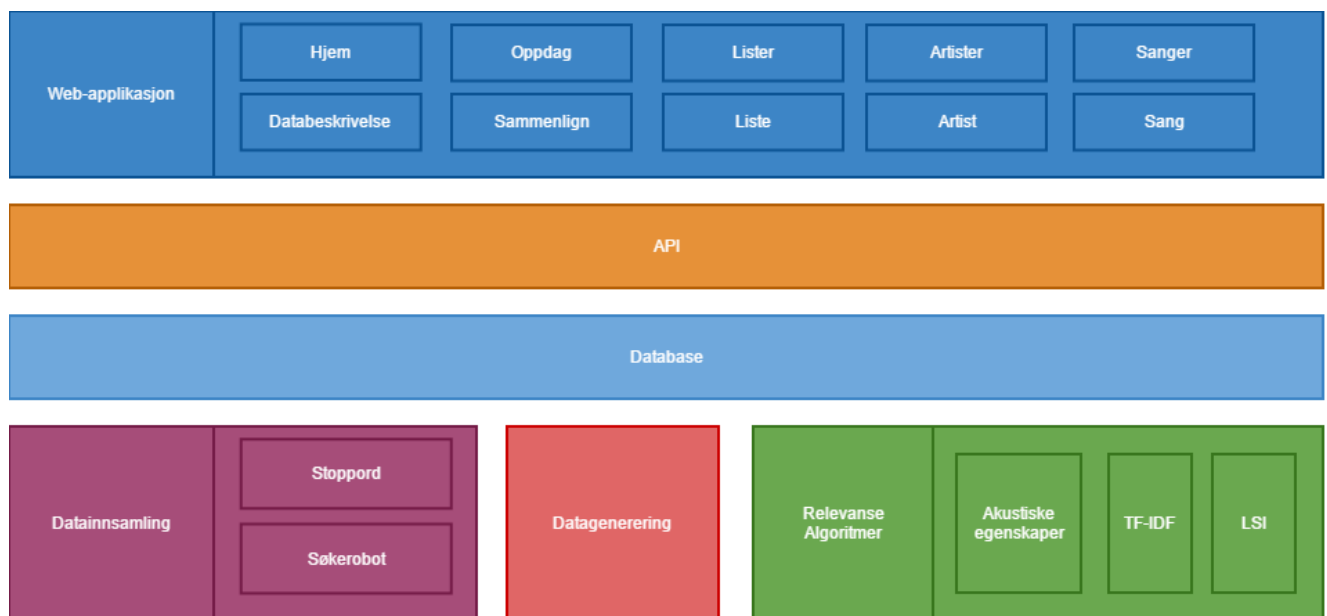 Web-applikasjon
Hjem
Oppdag
Lister
Artister
Sanger
Databeskrivelse
Sammenlign
Liste
Artist
Sang
API
Database
Datainnsamling
Stoppord
Søkerobot
Datagenerering
Relevanse
Algoritmer
Akustiske
egenskaper
TF-IDF
LSI